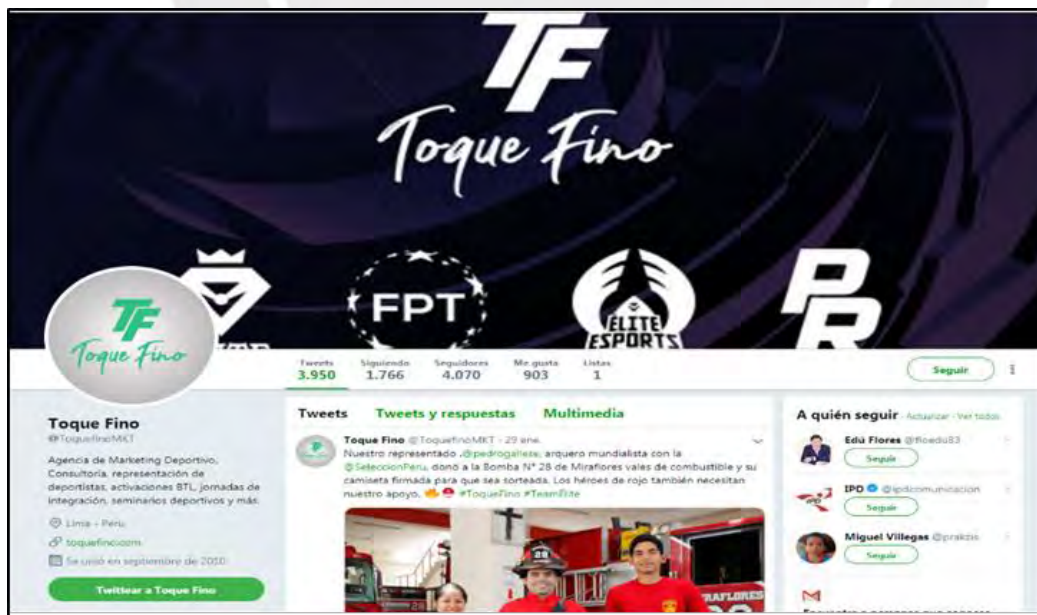 TF
Toque Fino
FPT
ELITE
ESPORTS
PR
TF
Toque Fino
Tweets
3.950
Siguiendo
1.766
Seguidores
4.070
Me gusta
903
Listas
1
Seguir
Toque Fino
@ToquefinoMKT
Agencia de Marketing Deportivo,
Consultoría, representación de
deportistas, activaciones BTL, jornadas de
integración, seminarios deportivos y más.
Lima - Peru
toquefino.com
Se unió en septiembre de 2010
Twittear a Toque Fino
Tweets Tweets y respuestas Multimedia
TF
Toque Fino @ToquefinoMKT · 29 ene.
Nuestro representado @pedrogallese, arquero mundialista con la
@SeleccionPeru, donó a la Bomba N° 28 de Miraflores vales de combustible y su
camiseta firmada para que sea sorteada. Los héroes de rojo también necesitan
nuestro apoyo. #ToqueFino #TeamElite
28
MIRAFLORES
A quién seguir · Actualizar · Ver todos
Edú Flores @floedu83
Seguir
IPD @ipdcomunicacion
Seguir
Miguel Villegas @prakzis
Seguir